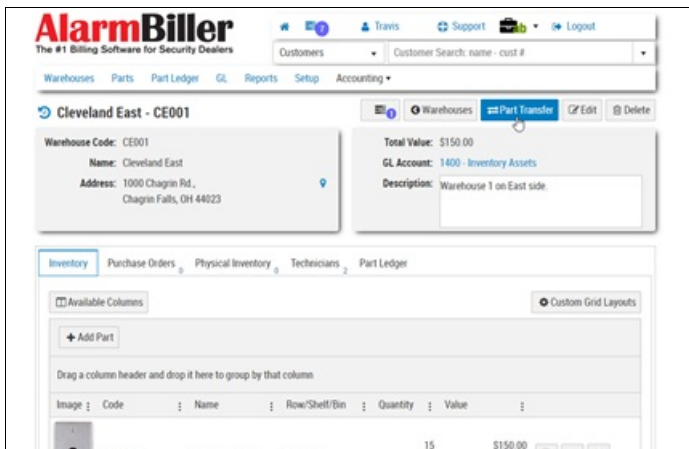 AlarmBiller
The #1 Billing Software for Security Dealers
7 Travis Support ab Logout
Customers Customer Search: name - cust #
Warehouses Parts Part Ledger GL Reports Setup Accounting
Cleveland East - CE001
0 Warehouses Part Transfer Edit Delete
Warehouse Code: CE001
Name: Cleveland East
Address: 1000 Chagrin Rd.,
Chagrin Falls, OH 44023
Total Value: $150.00
GL Account: 1400 - Inventory Assets
Description: Warehouse 1 on East side.
Inventory Purchase Orders 0 Physical Inventory 0 Technicians 2 Part Ledger
Available Columns Custom Grid Layouts
+ Add Part
Drag a column header and drop it here to group by that column
Image Code Name Row/Shelf/Bin Quantity Value
15 $150.00